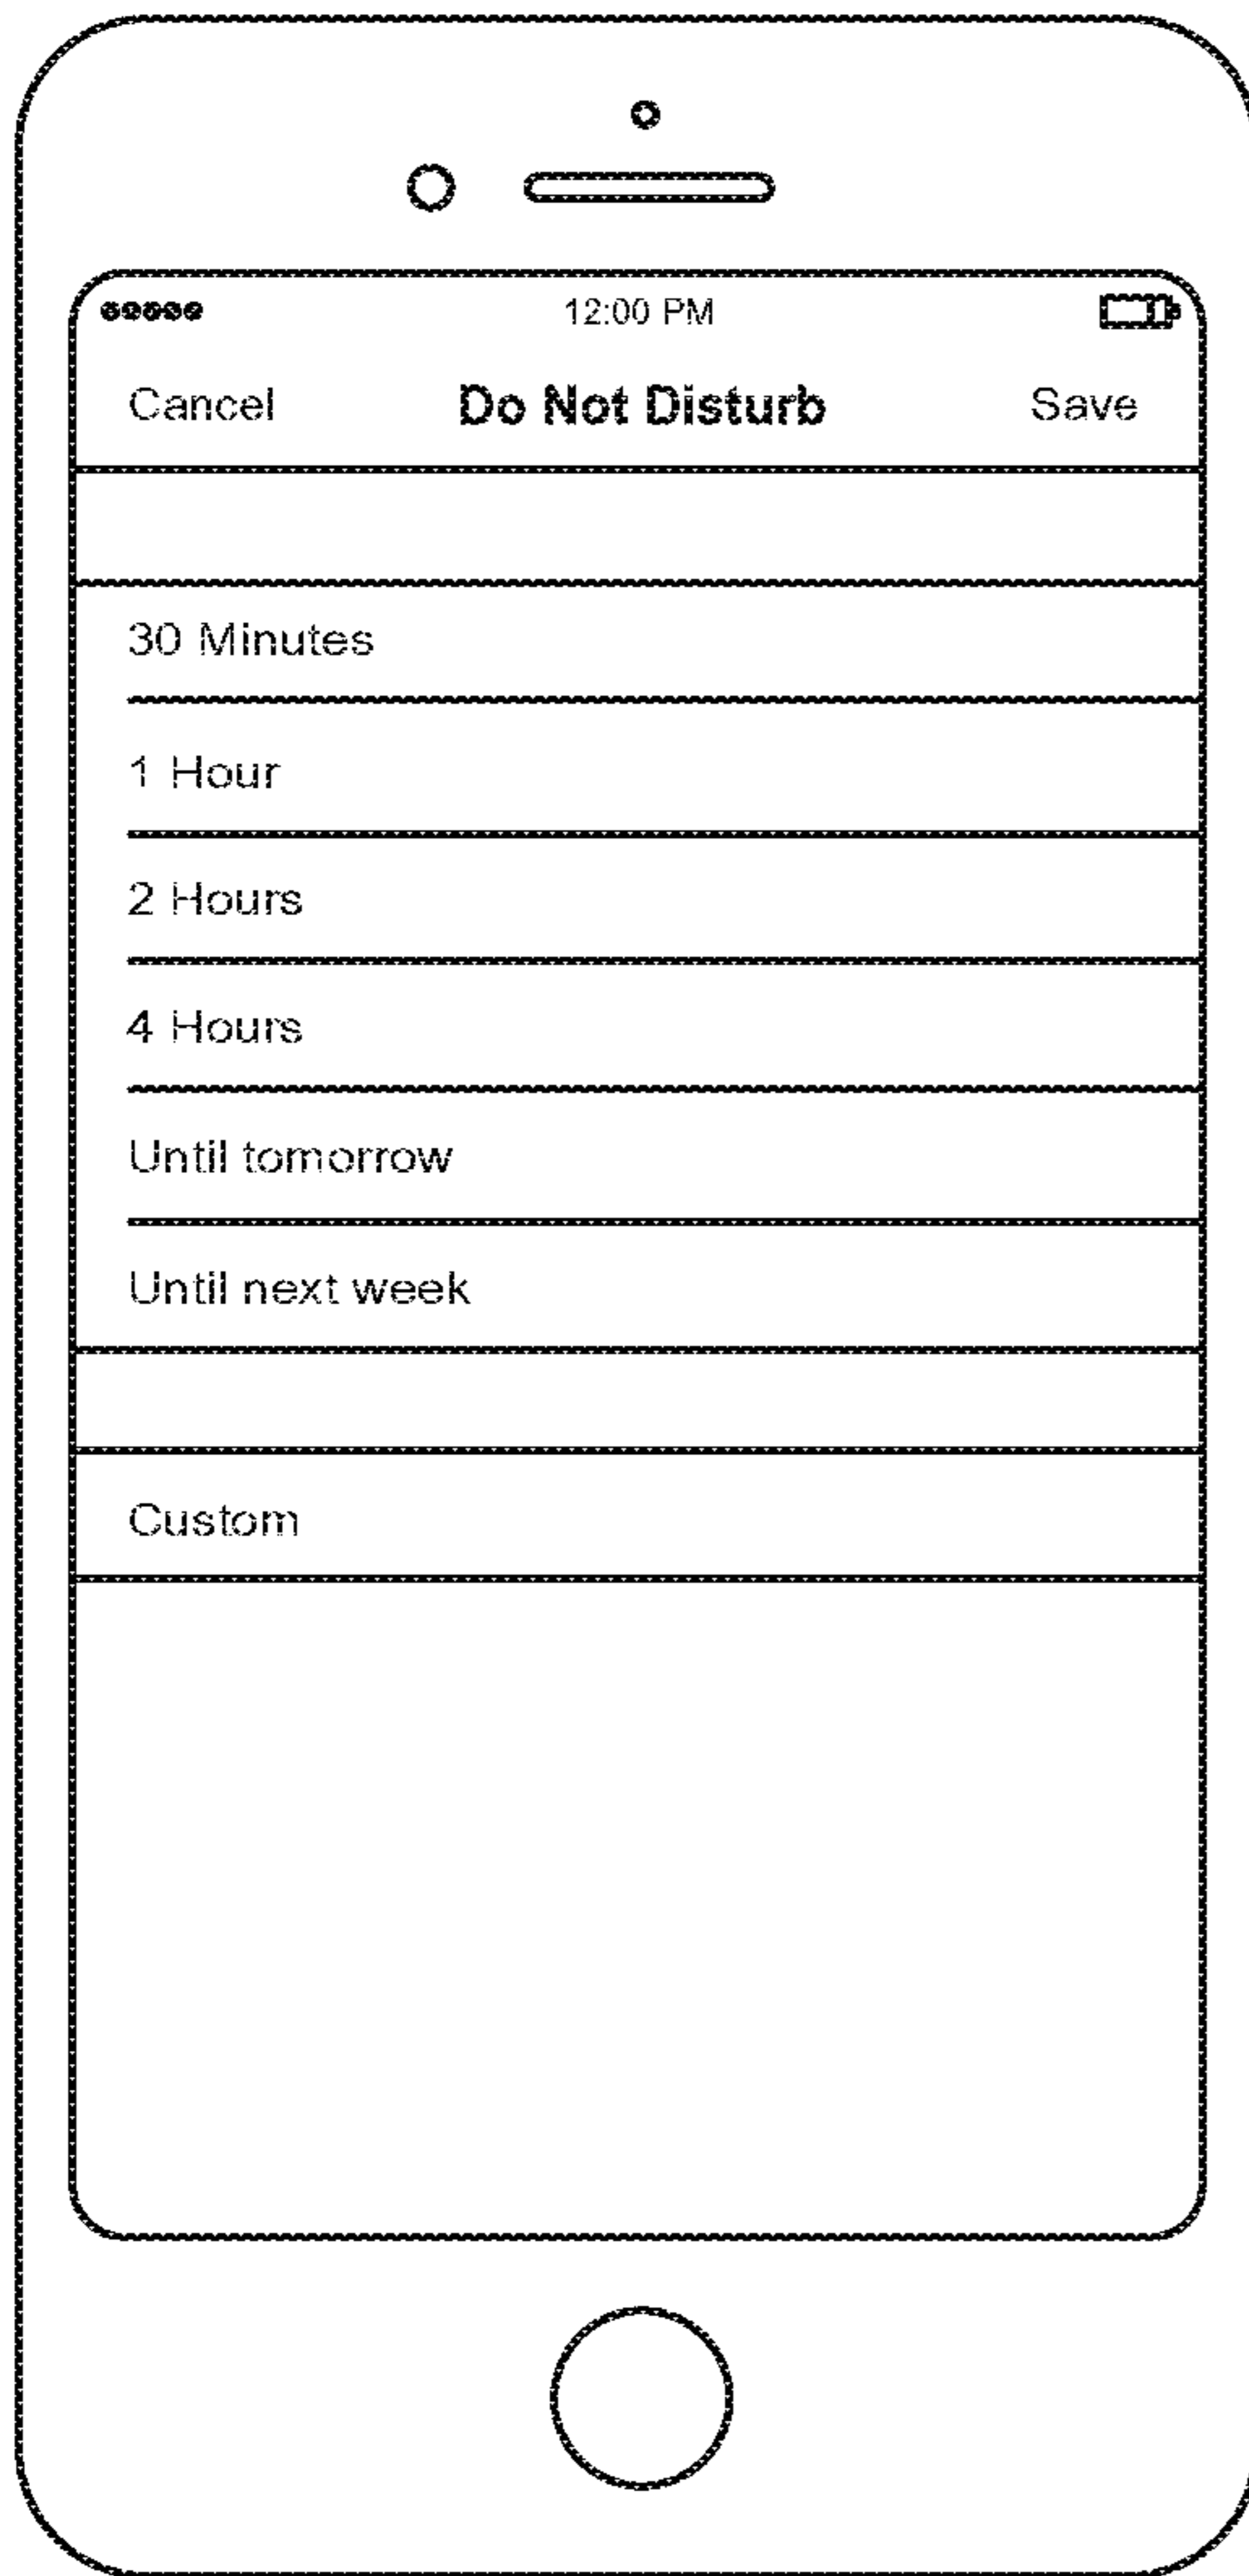 12:00 PM
Cancel Do Not Disturb Save
30 Minutes
1 Hour
2 Hours
4 Hours
Until tomorrow
Until next week
Custom